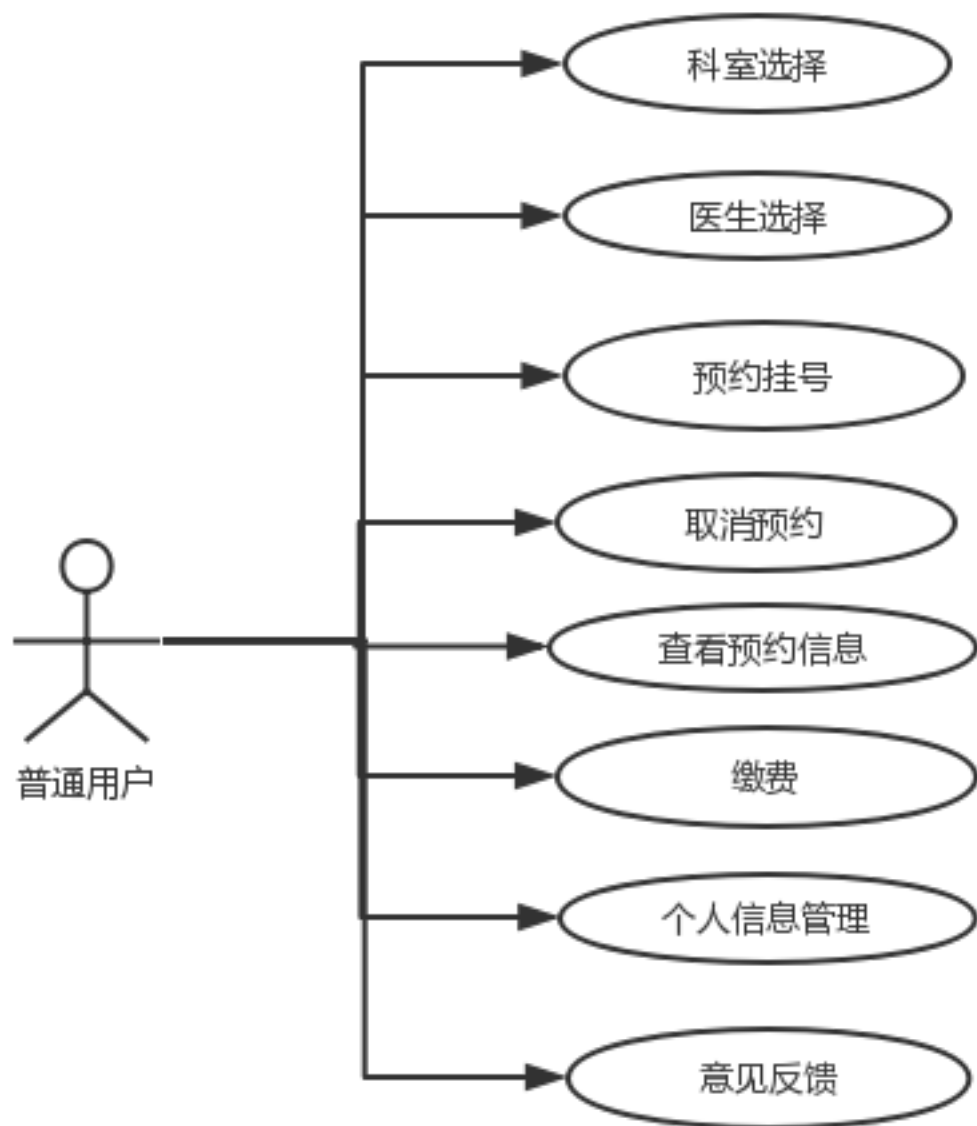 科室选择
医生选择
预约挂号
取消预约
查看预约信息
普通用户
缴费
个人信息管理
意见反馈